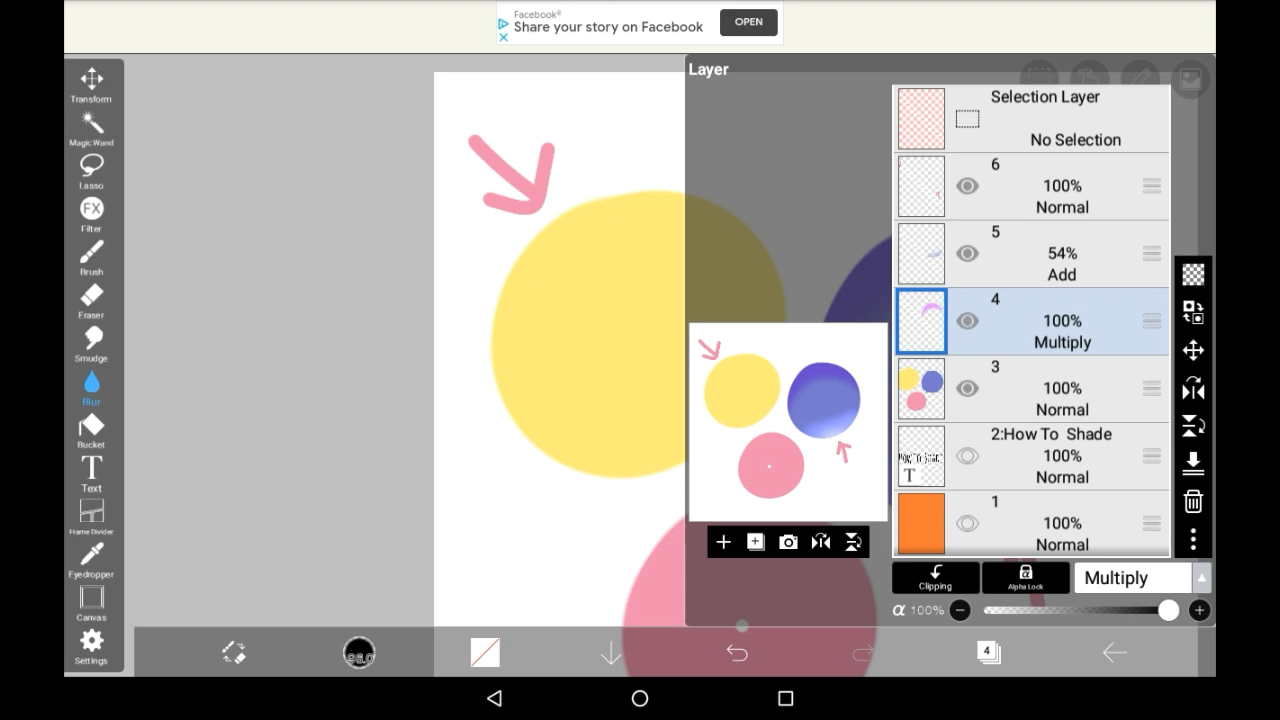 Facebook®
Share your story on Facebook
OPEN
Layer
Transform
Magic Wand
Lasso
FX
Filter
Brush
Eraser
Smudge
Blur
Bucket
T
Text
Frame Divider
Eyedropper
Canvas
Settings
Selection Layer
No Selection
6
100%
Normal
5
54%
Add
4
100%
Multiply
3
100%
Normal
2:How To Shade
100%
Normal
T
1
100%
Normal
Clipping
Alpha Lock
Multiply
α 100%
98.0
4